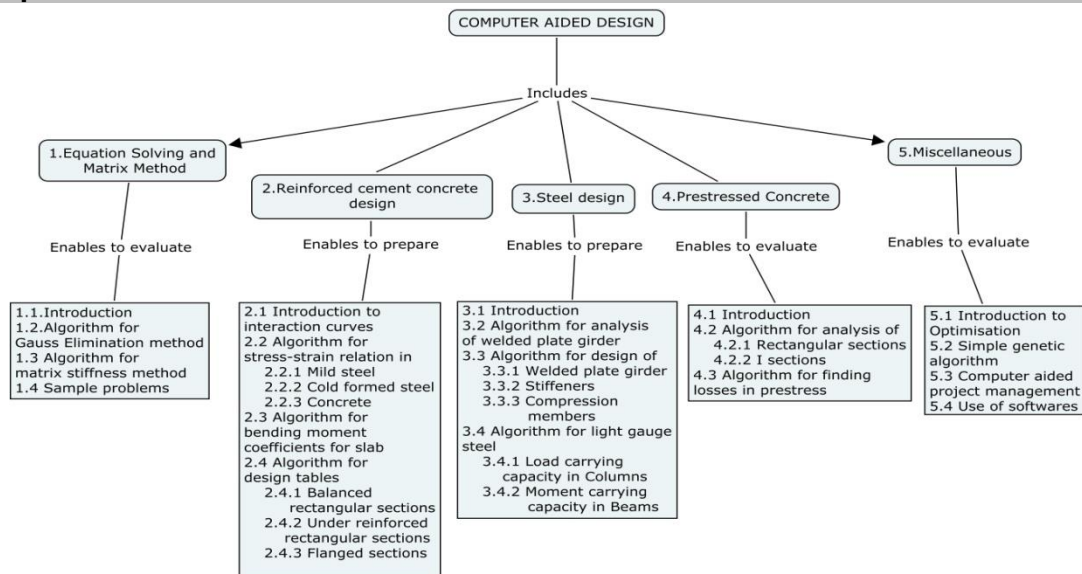 COMPUTER AIDED DESIGN
Includes
1.Equation Solving and
Matrix Method
2.Reinforced cement concrete
design
3.Steel design
4.Prestressed Concrete
5.Miscellaneous
Enables to evaluate
Enables to prepare
Enables to prepare
Enables to evaluate
Enables to evaluate
1.1.Introduction
1.2.Algorithm for
Gauss Elimination method
1.3 Algorithm for
matrix stiffness method
1.4 Sample problems
2.1 Introduction to
interaction curves
2.2 Algorithm for
stress-strain relation in
2.2.1 Mild steel
2.2.2 Cold formed steel
2.2.3 Concrete
2.3 Algorithm for
bending moment
coefficients for slab
2.4 Algorithm for
design tables
2.4.1 Balanced
rectangular sections
2.4.2 Under reinforced
rectangular sections
2.4.3 Flanged sections
3.1 Introduction
3.2 Algorithm for analysis
of welded plate girder
3.3 Algorithm for design of
3.3.1 Welded plate girder
3.3.2 Stiffeners
3.3.3 Compression
members
3.4 Algorithm for light gauge
steel
3.4.1 Load carrying
capacity in Columns
3.4.2 Moment carrying
capacity in Beams
4.1 Introduction
4.2 Algorithm for analysis of
4.2.1 Rectangular sections
4.2.2 I sections
4.3 Algorithm for finding
losses in prestress
5.1 Introduction to
Optimisation
5.2 Simple genetic
algorithm
5.3 Computer aided
project management
5.4 Use of softwares